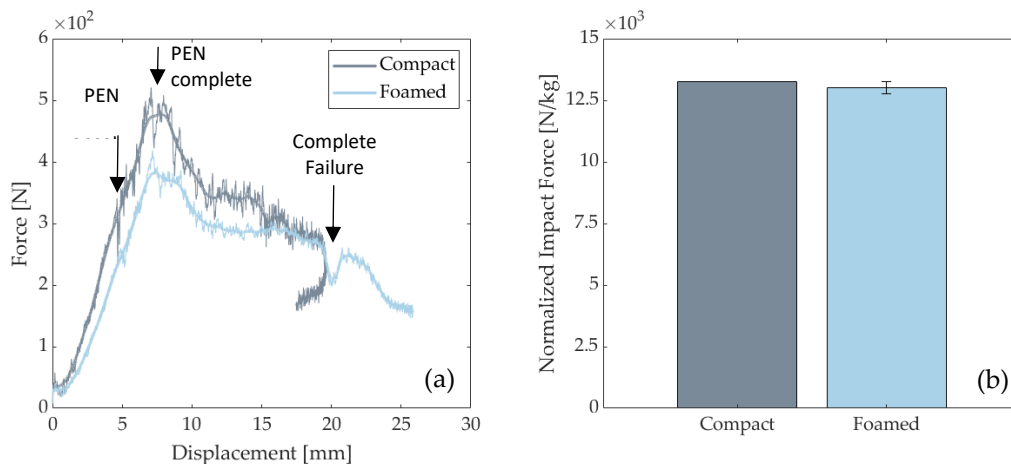 ×10²
6
5
4
3
2
1
0
Force [N]
0
5
10
15
20
25
30
Displacement [mm]
PEN
PEN
complete
Complete
Failure
Compact
Foamed
(a)
×10³
15
12.5
10
7.5
5
2.5
0
Normalized Impact Force [N/kg]
Compact
Foamed
(b)